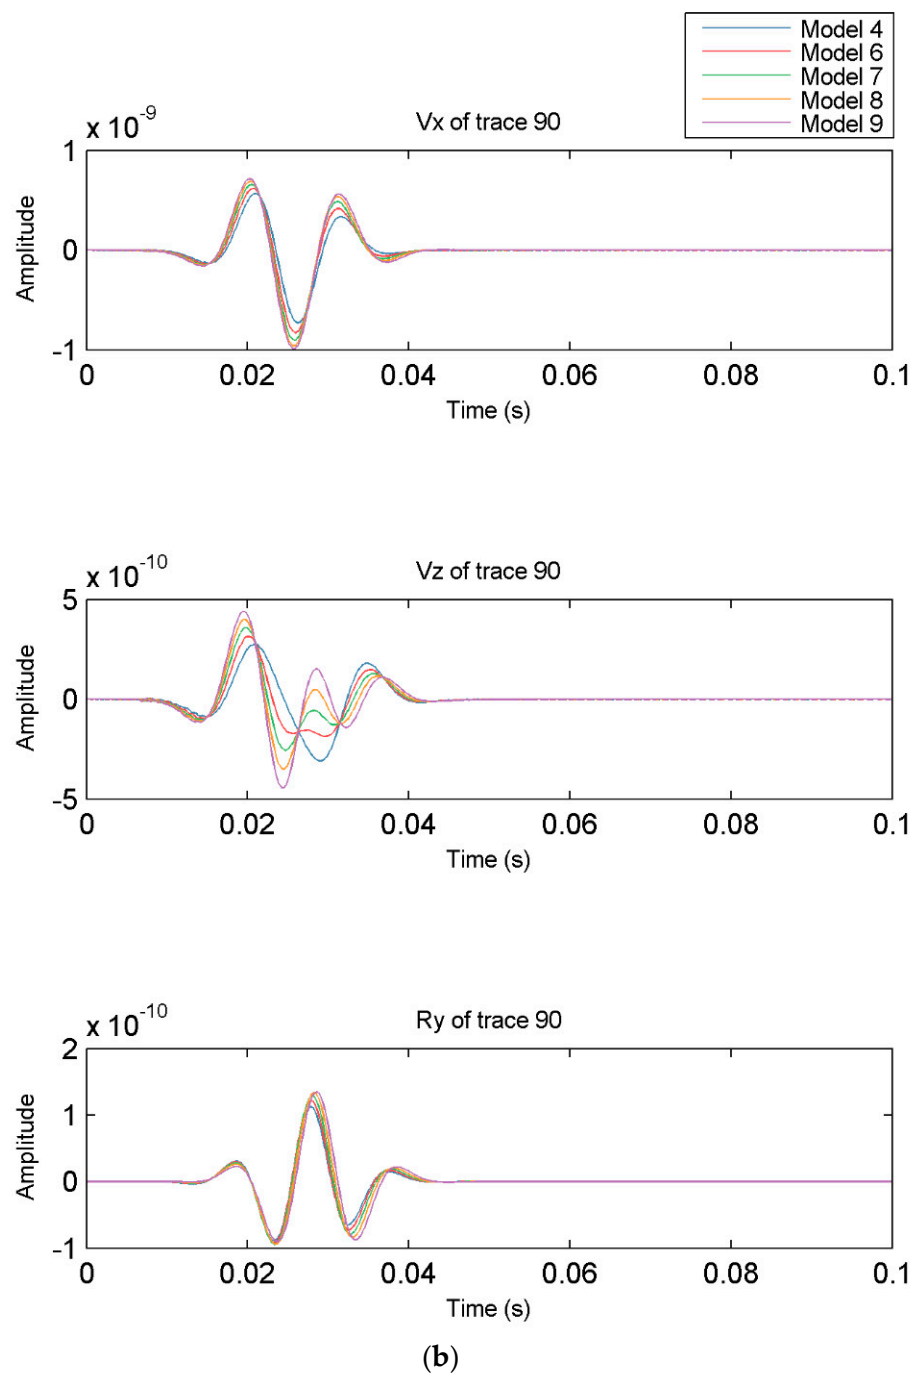 Model 4
Model 6
Model 7
Model 8
Model 9
x 10⁻⁹
Vx of trace 90
1
0
-1
Amplitude
0 0.02 0.04 0.06 0.08 0.1
Time (s)
x 10⁻¹⁰
Vz of trace 90
5
0
-5
Amplitude
0 0.02 0.04 0.06 0.08 0.1
Time (s)
x 10⁻¹⁰
Ry of trace 90
2
1
0
-1
Amplitude
0 0.02 0.04 0.06 0.08 0.1
Time (s)
(b)